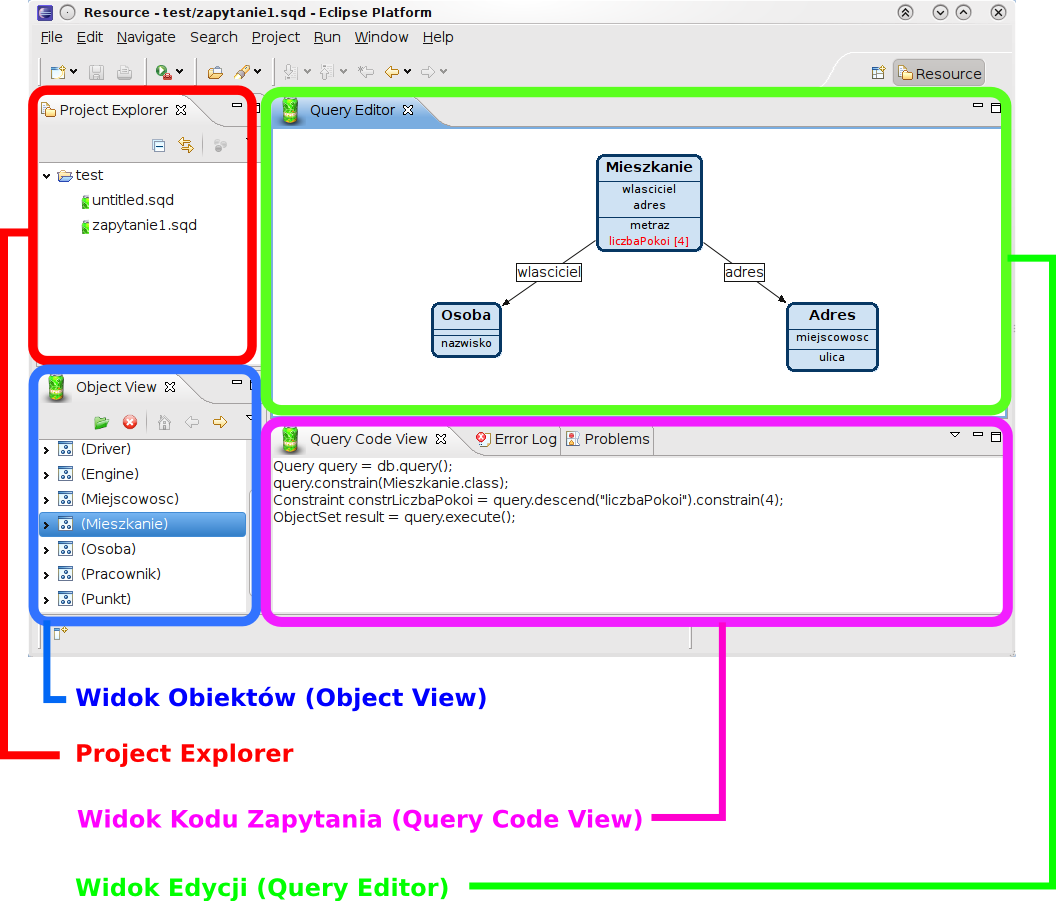 Resource - test/zapytanie1.sqd - Eclipse Platform
File Edit Navigate Search Project Run Window Help
Resource
Project Explorer
test
untitled.sqd
zapytanie1.sqd
Query Editor
Mieszkanie
wlasciciel
adres
metraz
liczbaPokoi [4]
wlasciciel
adres
Osoba
nazwisko
Adres
miejscowosc
ulica
Object View
(Driver)
(Engine)
(Miejscowosc)
(Mieszkanie)
(Osoba)
(Pracownik)
(Punkt)
Query Code View Error Log Problems
Query query = db.query();
query.constrain(Mieszkanie.class);
Constraint constrLiczbaPokoi = query.descend("liczbaPokoi").constrain(4);
ObjectSet result = query.execute();
Widok Obiektów (Object View)
Project Explorer
Widok Kodu Zapytania (Query Code View)
Widok Edycji (Query Editor)